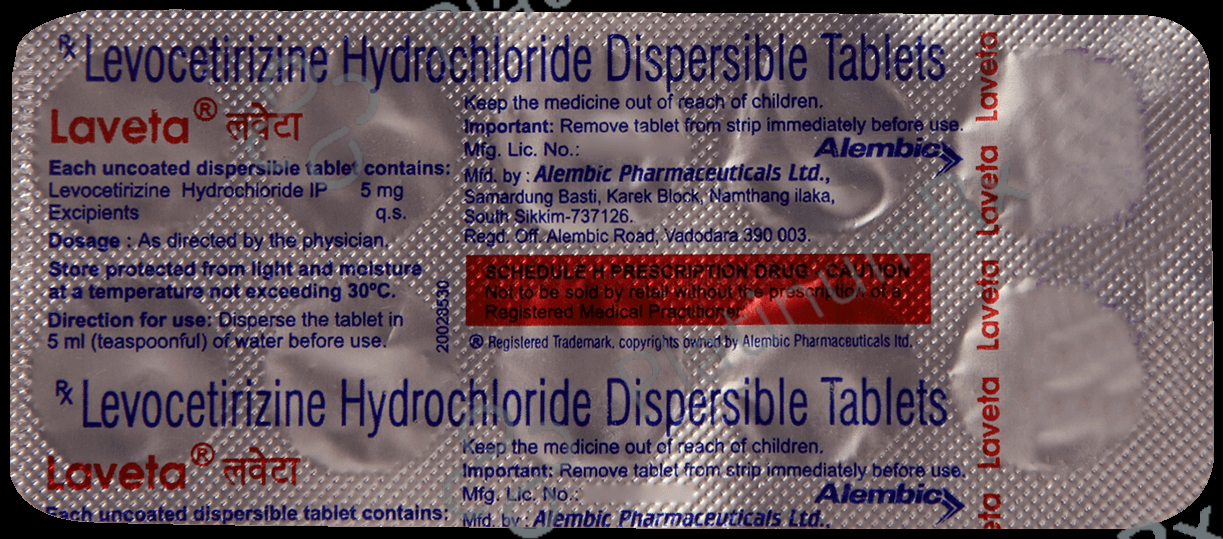 Rx Levocetirizine Hydrochloride Dispersible Tablets
Laveta® लवेटा
Each uncoated dispersible tablet contains:
Levocetirizine Hydrochloride IP 5 mg
Excipients q.s.
Dosage : As directed by the physician.
Store protected from light and moisture
at a temperature not exceeding 30°C.
Direction for use: Disperse the tablet in
5 ml (teaspoonful) of water before use.
20028530
Keep the medicine out of reach of children.
Important: Remove tablet from strip immediately before use.
Mfg. Lic. No.:
Alembic
Mfd. by : Alembic Pharmaceuticals Ltd.,
Samardung Basti, Karek Block, Namthang ilaka,
South Sikkim-737126.
Regd. Off. Alembic Road, Vadodara 390 003.
SCHEDULE H PRESCRIPTION DRUG - CAUTION
Not to be sold by retail without the prescription of a
Registered Medical Practitioner.
® Registered Trademark, copyrights owned by Alembic Pharmaceuticals ltd.
Laveta Laveta Laveta Laveta eta
Rx Levocetirizine Hydrochloride Dispersible Tablets
Laveta® लवेटा
Each uncoated dispersible tablet contains:
Keep the medicine out of reach of children.
Important: Remove tablet from strip immediately before use.
Mfg. Lic. No.:
Alembic
Mfd. by : Alembic Pharmaceuticals Ltd.,